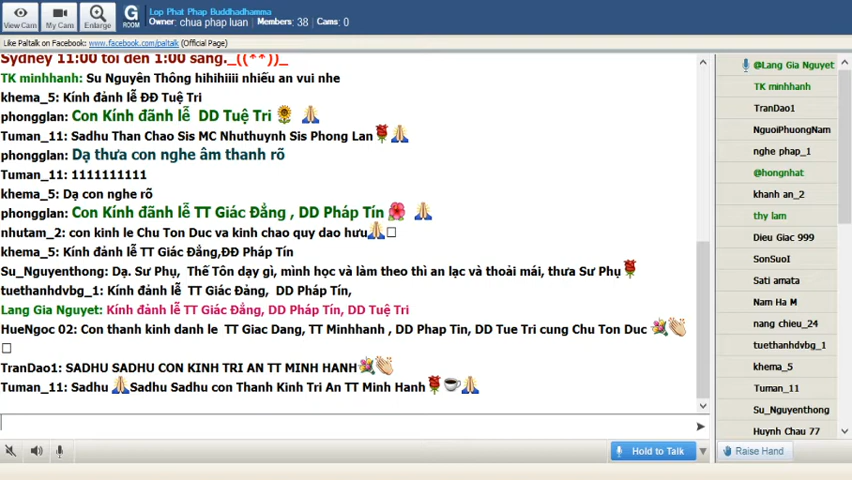 View Cam
My Cam
Enlarge
G
ROOM
Lop Phat Phap Buddhadhamma
Owner: chua phap luan Members: 38 Cams: 0
Like Paltalk on Facebook: www.facebook.com/paltalk (Official Page)
Sydney 11:00 tối đến 1:00 sáng._((**))_
TK minhhanh: Su Nguyên Thông hihihiiii nhiếu an vui nhe
khema_5: Kính đảnh lễ ĐĐ Tuệ Tri
phongglan: Con Kính đãnh lễ DD Tuệ Tri 🌻 🙏
Tuman_11: Sadhu Than Chao Sis MC Nhuthuynh Sis Phong Lan🌹🙏
phongglan: Dạ thưa con nghe âm thanh rõ
Tuman_11: 1111111111
khema_5: Dạ con nghe rõ
phongglan: Con Kính đãnh lễ TT Giác Đẳng , DD Pháp Tín 🌺 🙏
nhutam_2: con kinh le Chu Ton Duc va kinh chao quy dao hưu🙏□
khema_5: Kính đảnh lễ TT Giác Đẳng,ĐĐ Pháp Tín
Su_Nguyenthong: Dạ. Sư Phụ, Thế Tôn dạy gì, mình học và làm theo thì an lạc và thoải mái, thưa Sư Phụ🌹
tuethanhdvbg_1: Kính đảnh lễ TT Giác Đảng, DD Pháp Tín,
Lang Gia Nguyet: Kính đảnh lễ TT Giác Đẳng, DD Pháp Tín, DD Tuệ Trí
HueNgoc 02: Con thanh kinh danh le TT Giac Dang, TT Minhhanh , DD Phap Tin, DD Tue Tri cung Chu Ton Duc 💐👏
□
TranDao1: SADHU SADHU CON KINH TRI AN TT MINH HANH💐👏
Tuman_11: Sadhu 🙏Sadhu Sadhu con Thanh Kinh Tri An TT Minh Hanh🌹☕🙏
Hold to Talk
Raise Hand
@Lang Gia Nguyet
TK minhhanh
TranDao1
NguoiPhuongNam
nghe phap_1
@hongnhat
khanh an_2
thy lam
Dieu Giac 999
SonSuoI
Sati amata
Nam Ha M
nang chieu_24
tuethanhdvbg_1
khema_5
Tuman_11
Su_Nguyenthong
Huynh Chau 77